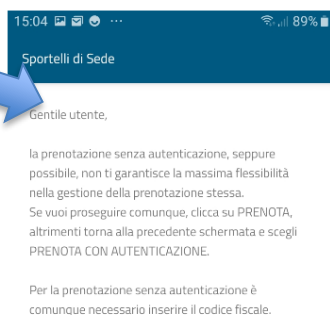 15:04 ... 89%
Sportelli di Sede
Gentile utente,
la prenotazione senza autenticazione, seppure
possibile, non ti garantisce la massima flessibilità
nella gestione della prenotazione stessa.
Se vuoi proseguire comunque, clicca su PRENOTA,
altrimenti torna alla precedente schermata e scegli
PRENOTA CON AUTENTICAZIONE.
Per la prenotazione senza autenticazione è
comunque necessario inserire il codice fiscale.